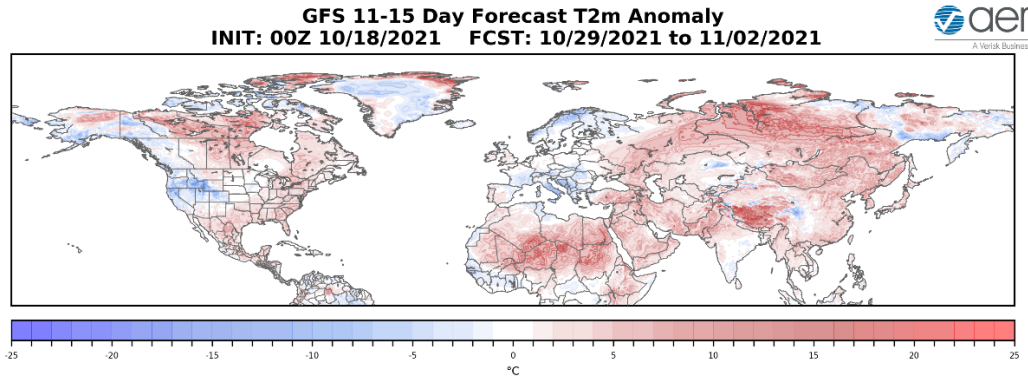 GFS 11-15 Day Forecast T2m Anomaly
INIT: 00Z 10/18/2021 FCST: 10/29/2021 to 11/02/2021
aer
A Verisk Business
-25 -20 -15 -10 -5 0 5 10 15 20 25
°C